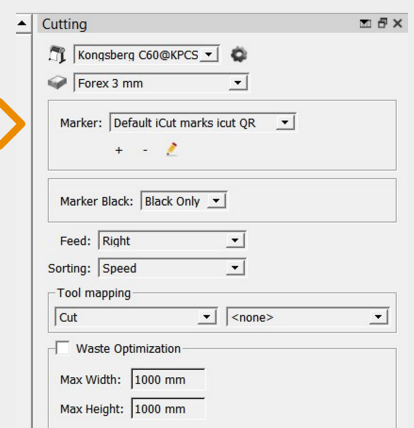 Cutting
Kongsberg C60@KPCS
Forex 3 mm
Marker: Default iCut marks icut QR
+ -
Marker Black: Black Only
Feed: Right
Sorting: Speed
Tool mapping
Cut <none>
Waste Optimization
Max Width: 1000 mm
Max Height: 1000 mm